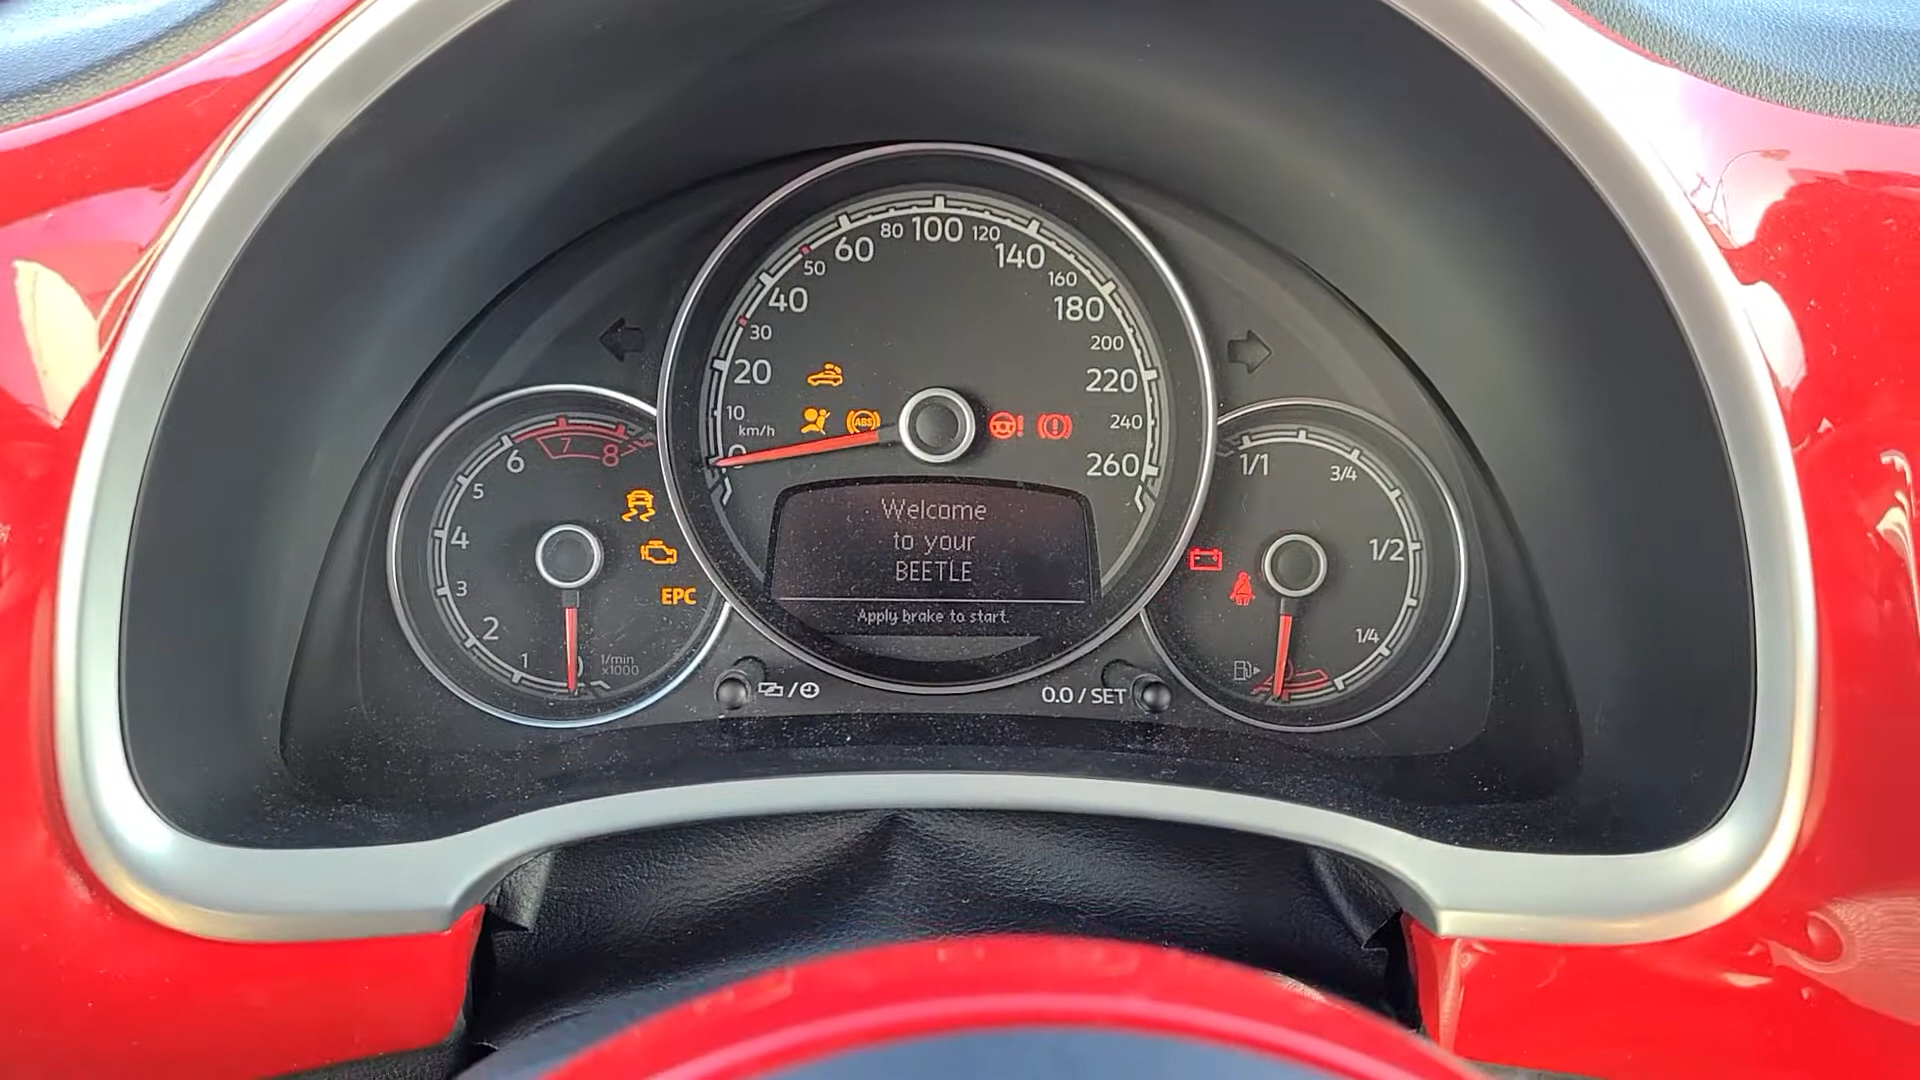 80 100 120
60 140
50 160
40 180
30 200
20 220
10 240
km/h
0 260
ABS
7 8
6
5
4
3
2
1 0
1/min
x1000
EPC
Welcome
to your
BEETLE
Apply brake to start.
1/1 3/4
1/2
1/4
0.0 / SET